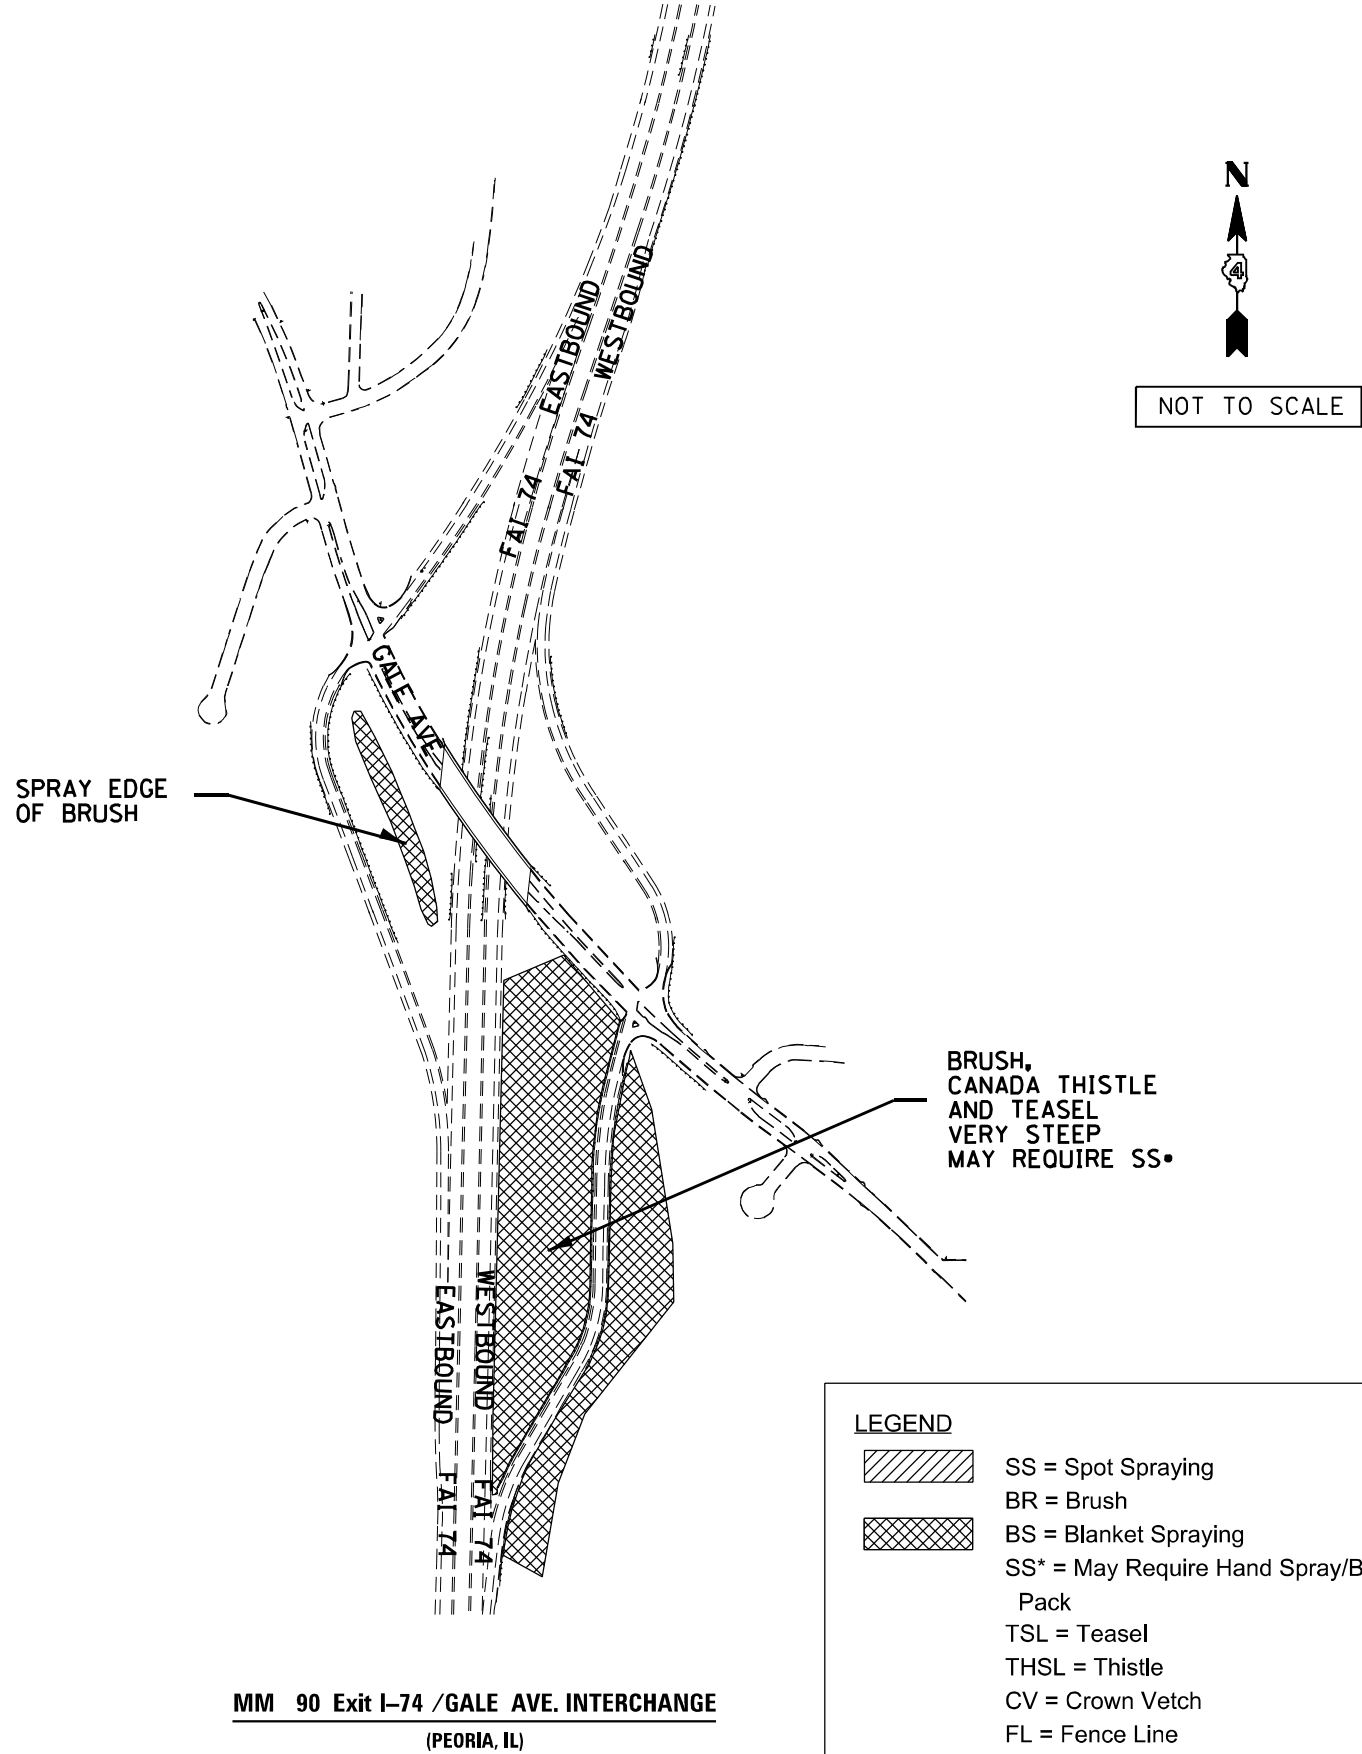 N
4
NOT TO SCALE
FAI 74 EASTBOUND
FAI 74 WESTBOUND
GALE AVE
SPRAY EDGE
OF BRUSH
BRUSH,
CANADA THISTLE
AND TEASEL
VERY STEEP
MAY REQUIRE SS•
EASTBOUND FAI 74
WESTBOUND FAI 74
LEGEND
SS = Spot Spraying
BR = Brush
BS = Blanket Spraying
SS* = May Require Hand Spray/B
Pack
TSL = Teasel
THSL = Thistle
CV = Crown Vetch
FL = Fence Line
MM 90 Exit I–74 /GALE AVE. INTERCHANGE
(PEORIA, IL)